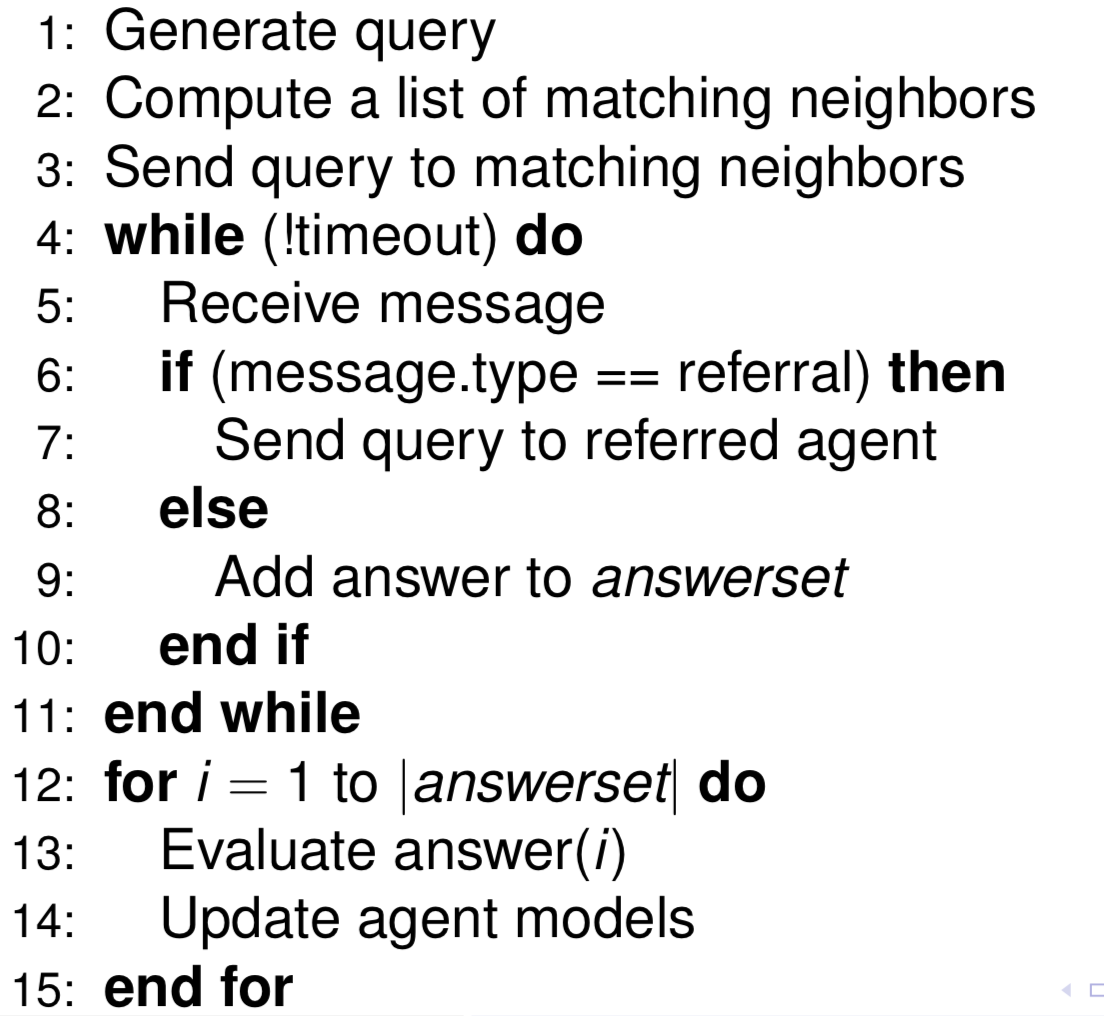 1: Generate query
2: Compute a list of matching neighbors
3: Send query to matching neighbors
4: while (!timeout) do
5: Receive message
6: if (message.type == referral) then
7: Send query to referred agent
8: else
9: Add answer to answerset
10: end if
11: end while
12: for i = 1 to |answerset| do
13: Evaluate answer(i)
14: Update agent models
15: end for